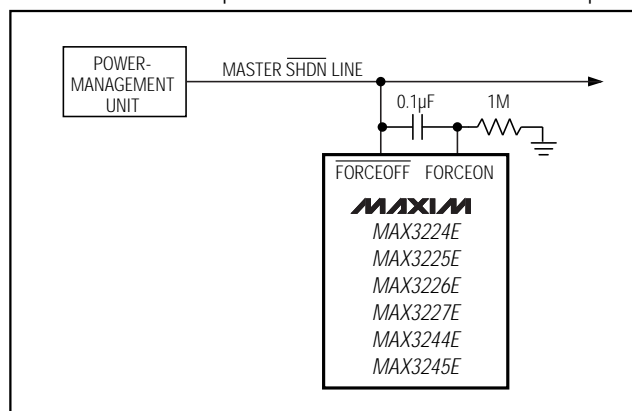 POWER-
MANAGEMENT
UNIT
MASTER SHDN LINE
0.1µF
1M
FORCEOFF FORCEON
MAXIM
MAX3224E
MAX3225E
MAX3226E
MAX3227E
MAX3244E
MAX3245E